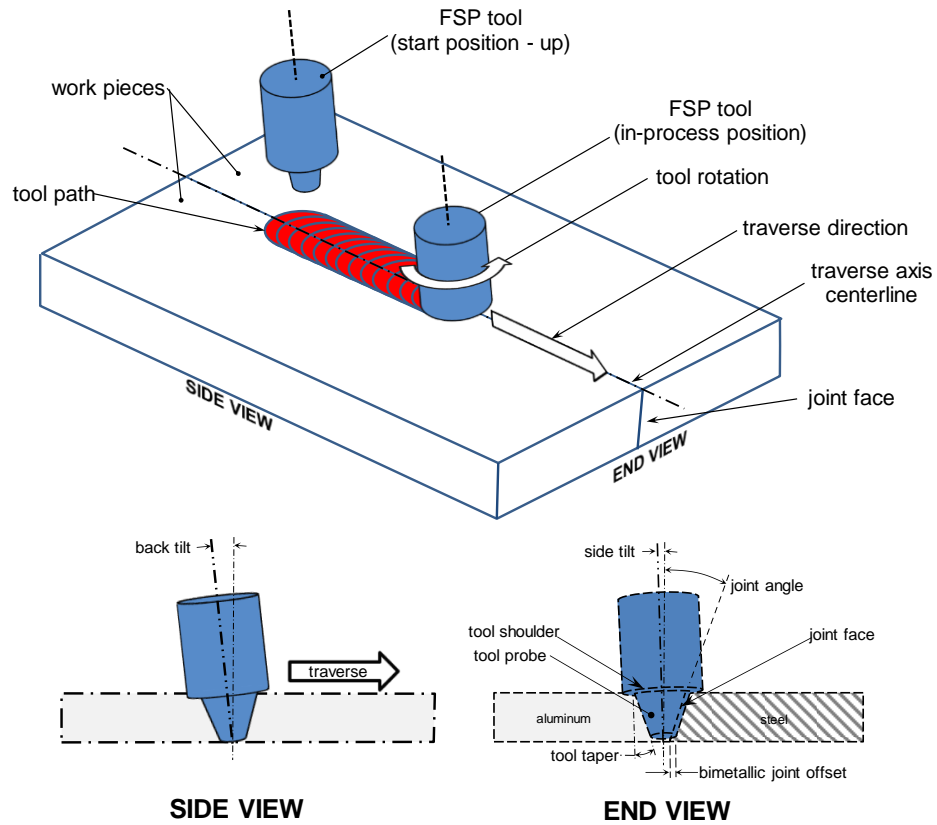 FSP tool
(start position - up)
work pieces
FSP tool
(in-process position)
tool rotation
tool path
traverse direction
traverse axis
centerline
joint face
SIDE VIEW
END VIEW
back tilt
traverse
SIDE VIEW
side tilt
joint angle
tool shoulder
joint face
tool probe
aluminum
steel
tool taper
bimetallic joint offset
END VIEW